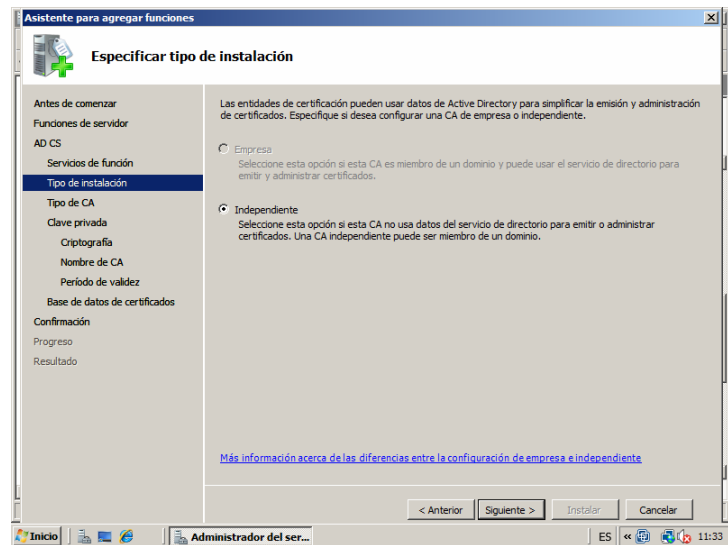 Asistente para agregar funciones
Especificar tipo de instalación
Antes de comenzar
Funciones de servidor
AD CS
Servicios de función
Tipo de instalación
Tipo de CA
Clave privada
Criptografía
Nombre de CA
Período de validez
Base de datos de certificados
Confirmación
Progreso
Resultado
Las entidades de certificación pueden usar datos de Active Directory para simplificar la emisión y administración
de certificados. Especifique si desea configurar una CA de empresa o independiente.
Empresa
Seleccione esta opción si esta CA es miembro de un dominio y puede usar el servicio de directorio para
emitir y administrar certificados.
Independiente
Seleccione esta opción si esta CA no usa datos del servicio de directorio para emitir o administrar
certificados. Una CA independiente puede ser miembro de un dominio.
Más información acerca de las diferencias entre la configuración de empresa e independiente
< Anterior Siguiente > Instalar Cancelar
Inicio Administrador del ser... ES « 11:33